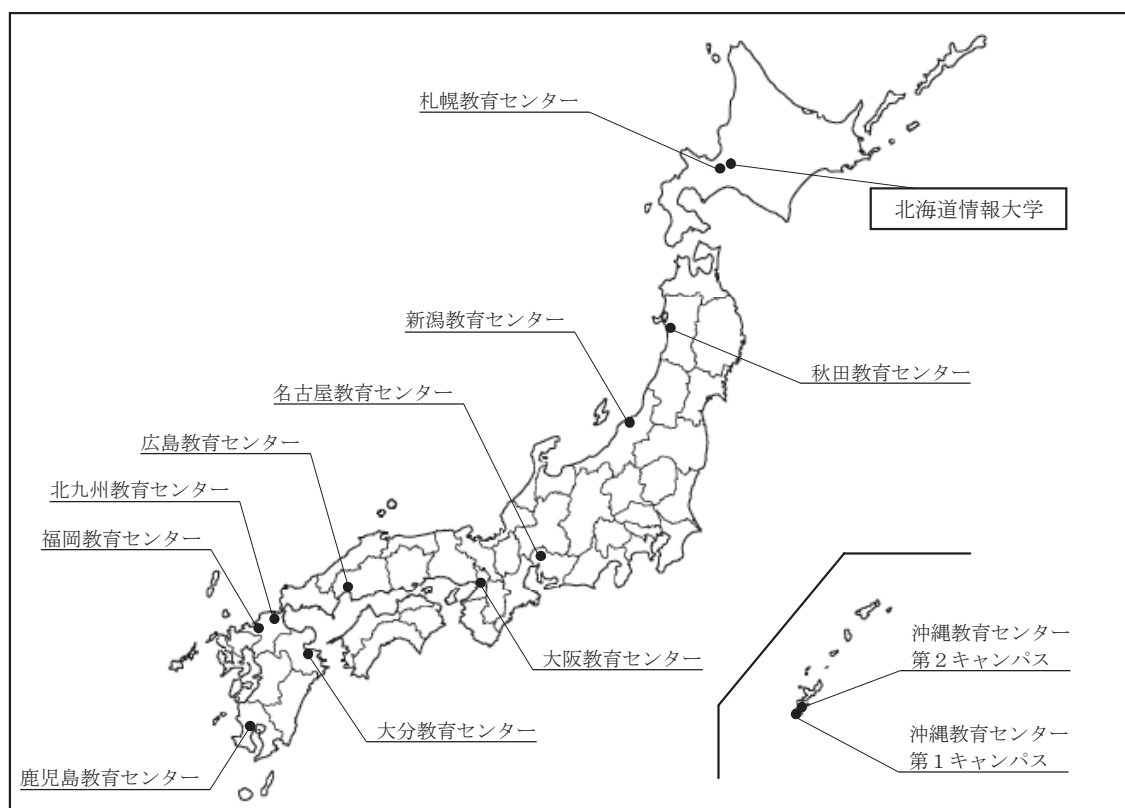 札幌教育センター
北海道情報大学
新潟教育センター
秋田教育センター
名古屋教育センター
広島教育センター
北九州教育センター
福岡教育センター
大阪教育センター
大分教育センター
鹿児島教育センター
沖縄教育センター
第２キャンパス
沖縄教育センター
第１キャンパス